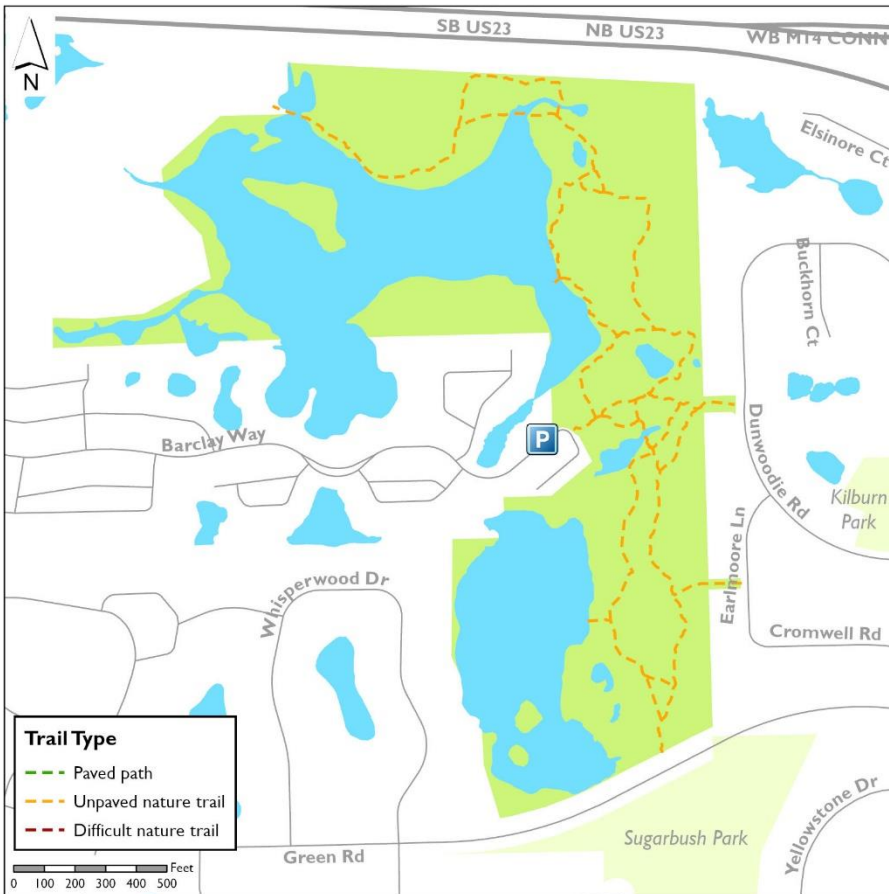 SB US23
NB US23
WB M14 CONN
N
Elsinore Ct
Buckhorn Ct
Barclay Way
P
Dunwoodie Rd
Kilburn
Park
Earlmoore Ln
Whisperwood Dr
Cromwell Rd
Trail Type
Paved path
Unpaved nature trail
Difficult nature trail
0 100 200 300 400 500 Feet
Green Rd
Sugarbush Park
Yellowstone Dr